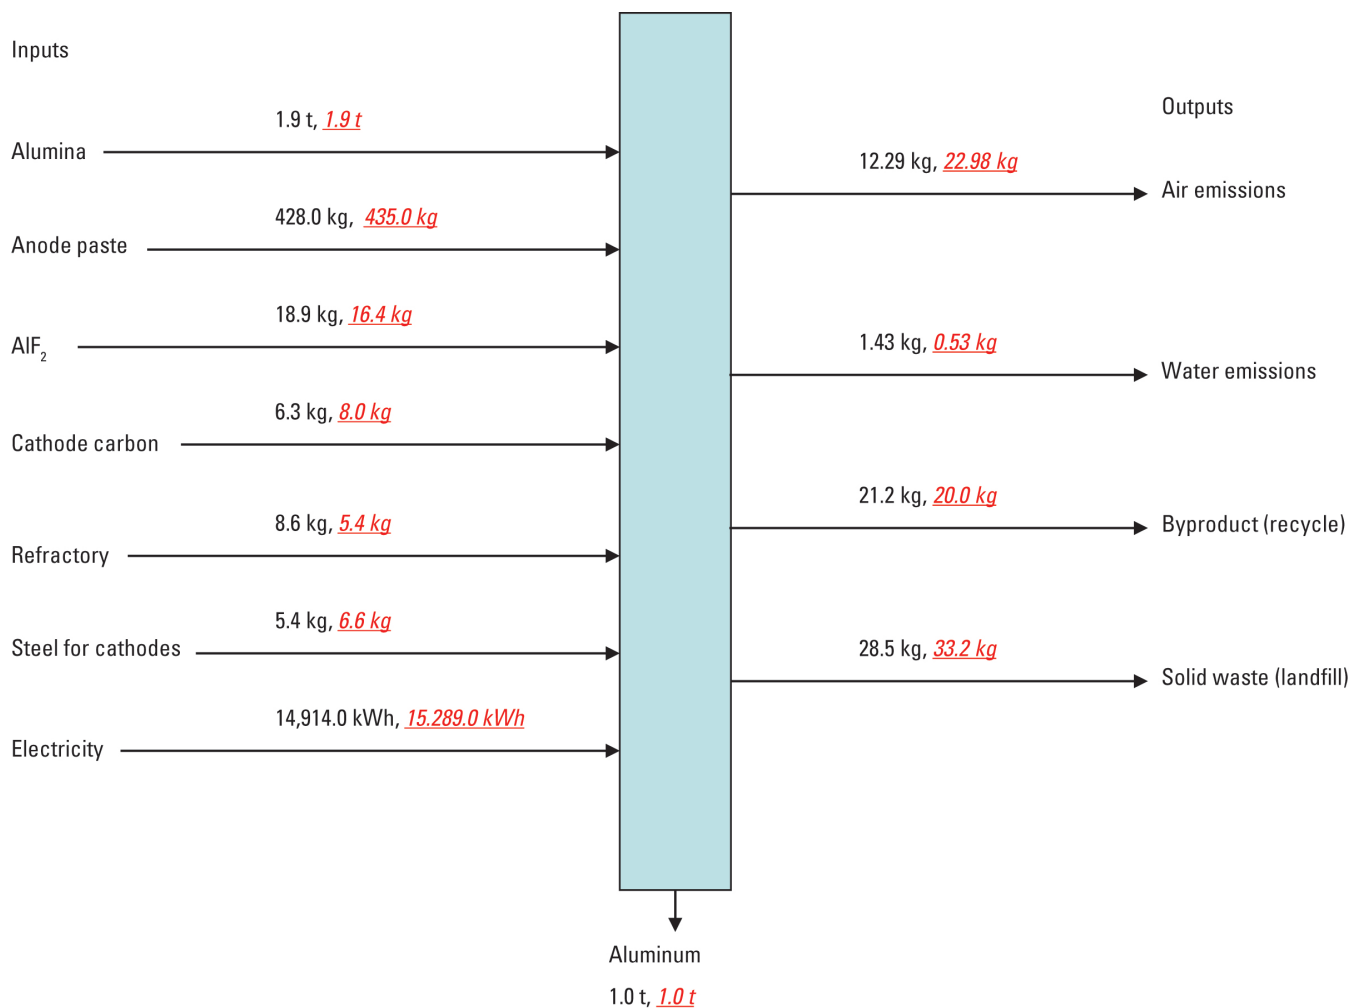 Inputs
1.9 t, 1.9 t
Alumina
428.0 kg, 435.0 kg
Anode paste
18.9 kg, 16.4 kg
AlF₂
6.3 kg, 8.0 kg
Cathode carbon
8.6 kg, 5.4 kg
Refractory
5.4 kg, 6.6 kg
Steel for cathodes
14,914.0 kWh, 15.289.0 kWh
Electricity
Outputs
12.29 kg, 22.98 kg
Air emissions
1.43 kg, 0.53 kg
Water emissions
21.2 kg, 20.0 kg
Byproduct (recycle)
28.5 kg, 33.2 kg
Solid waste (landfill)
Aluminum
1.0 t, 1.0 t